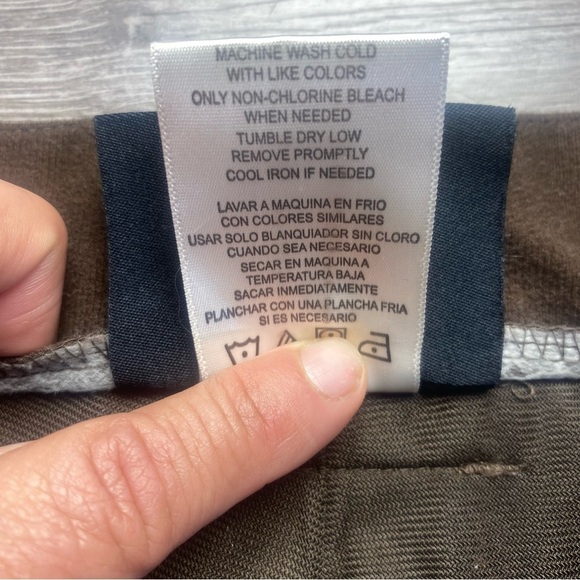 MACHINE WASH COLD
WITH LIKE COLORS
ONLY NON-CHLORINE BLEACH
WHEN NEEDED
TUMBLE DRY LOW
REMOVE PROMPTLY
COOL IRON IF NEEDED
LAVAR A MAQUINA EN FRIO
CON COLORES SIMILARES
USAR SOLO BLANQUIADOR SIN CLORO
CUANDO SEA NECESARIO
SECAR EN MAQUINA A
TEMPERATURA BAJA
SACAR INMEDIATAMENTE
PLANCHAR CON UNA PLANCHA FRIA
SI ES NECESARIO